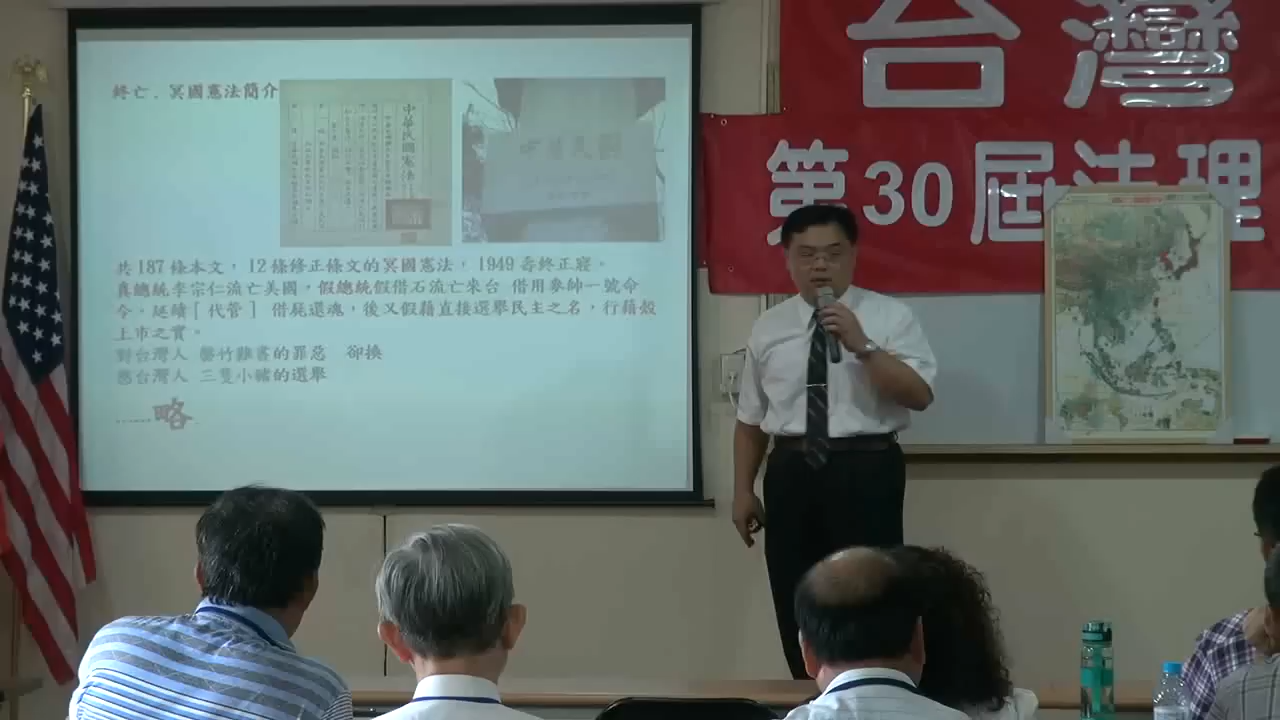 終亡．冥國憲法簡介
中華民國憲法
共187條本文，12條修正條文的冥國憲法，1949壽終正寢。
真總統李宗仁流亡美國，假總統假借石流亡來台 借用麥帥一號命
令，延續［代管］ 借屍還魂，後又假藉直接選舉民主之名，行藉殼
上市之實。
對台灣人 罄竹難書的罪惡　卻換
應台灣人 三隻小豬的選舉
略
台灣
第30屆法理